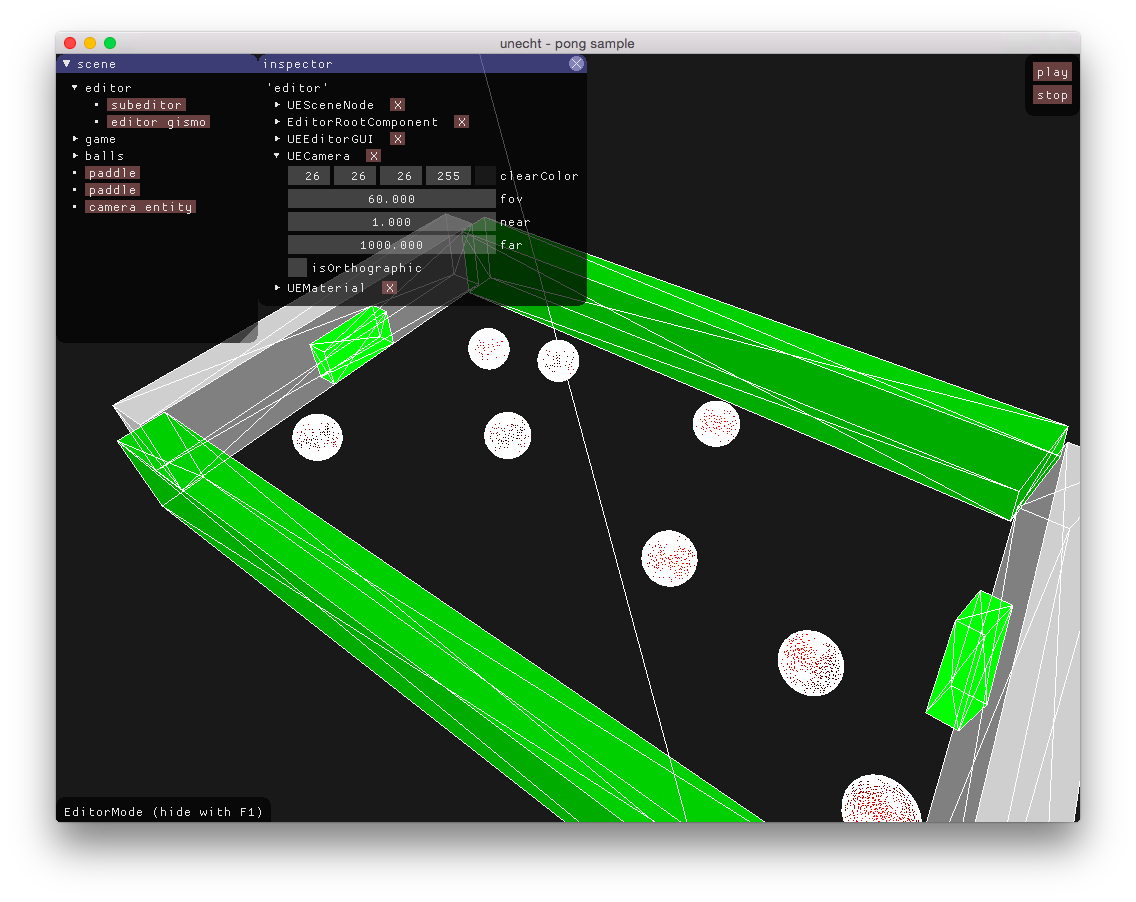 unecht - pong sample
scene
editor
subeditor
editor gismo
game
balls
paddle
paddle
camera entity
inspector
'editor'
UESceneNode X
EditorRootComponent X
UEEditorGUI X
UECamera X
26 26 26 255 clearColor
60.000 fov
1.000 near
1000.000 far
isOrthographic
UEMaterial X
play
stop
EditorMode (hide with F1)